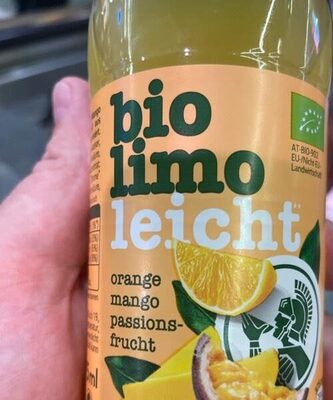 bio
limo
leicht
orange
mango
passions-
frucht
AT-BIO-902
EU-/Nicht-EU-
Landwirtschaft